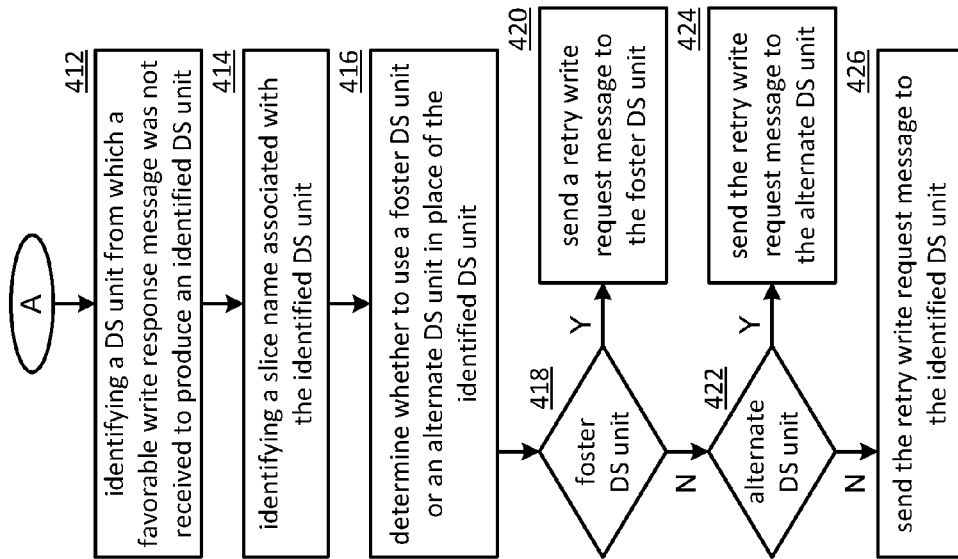 A
412
identifying a DS unit from which a
favorable write response message was not
received to produce an identified DS unit
414
identifying a slice name associated with
the identified DS unit
416
determine whether to use a foster DS unit
or an alternate DS unit in place of the
identified DS unit
418
foster
DS unit
Y
420
send a retry write
request message to
the foster DS unit
N
422
alternate
DS unit
Y
424
send the retry write
request message to
the alternate DS unit
N
426
send the retry write request message to
the identified DS unit